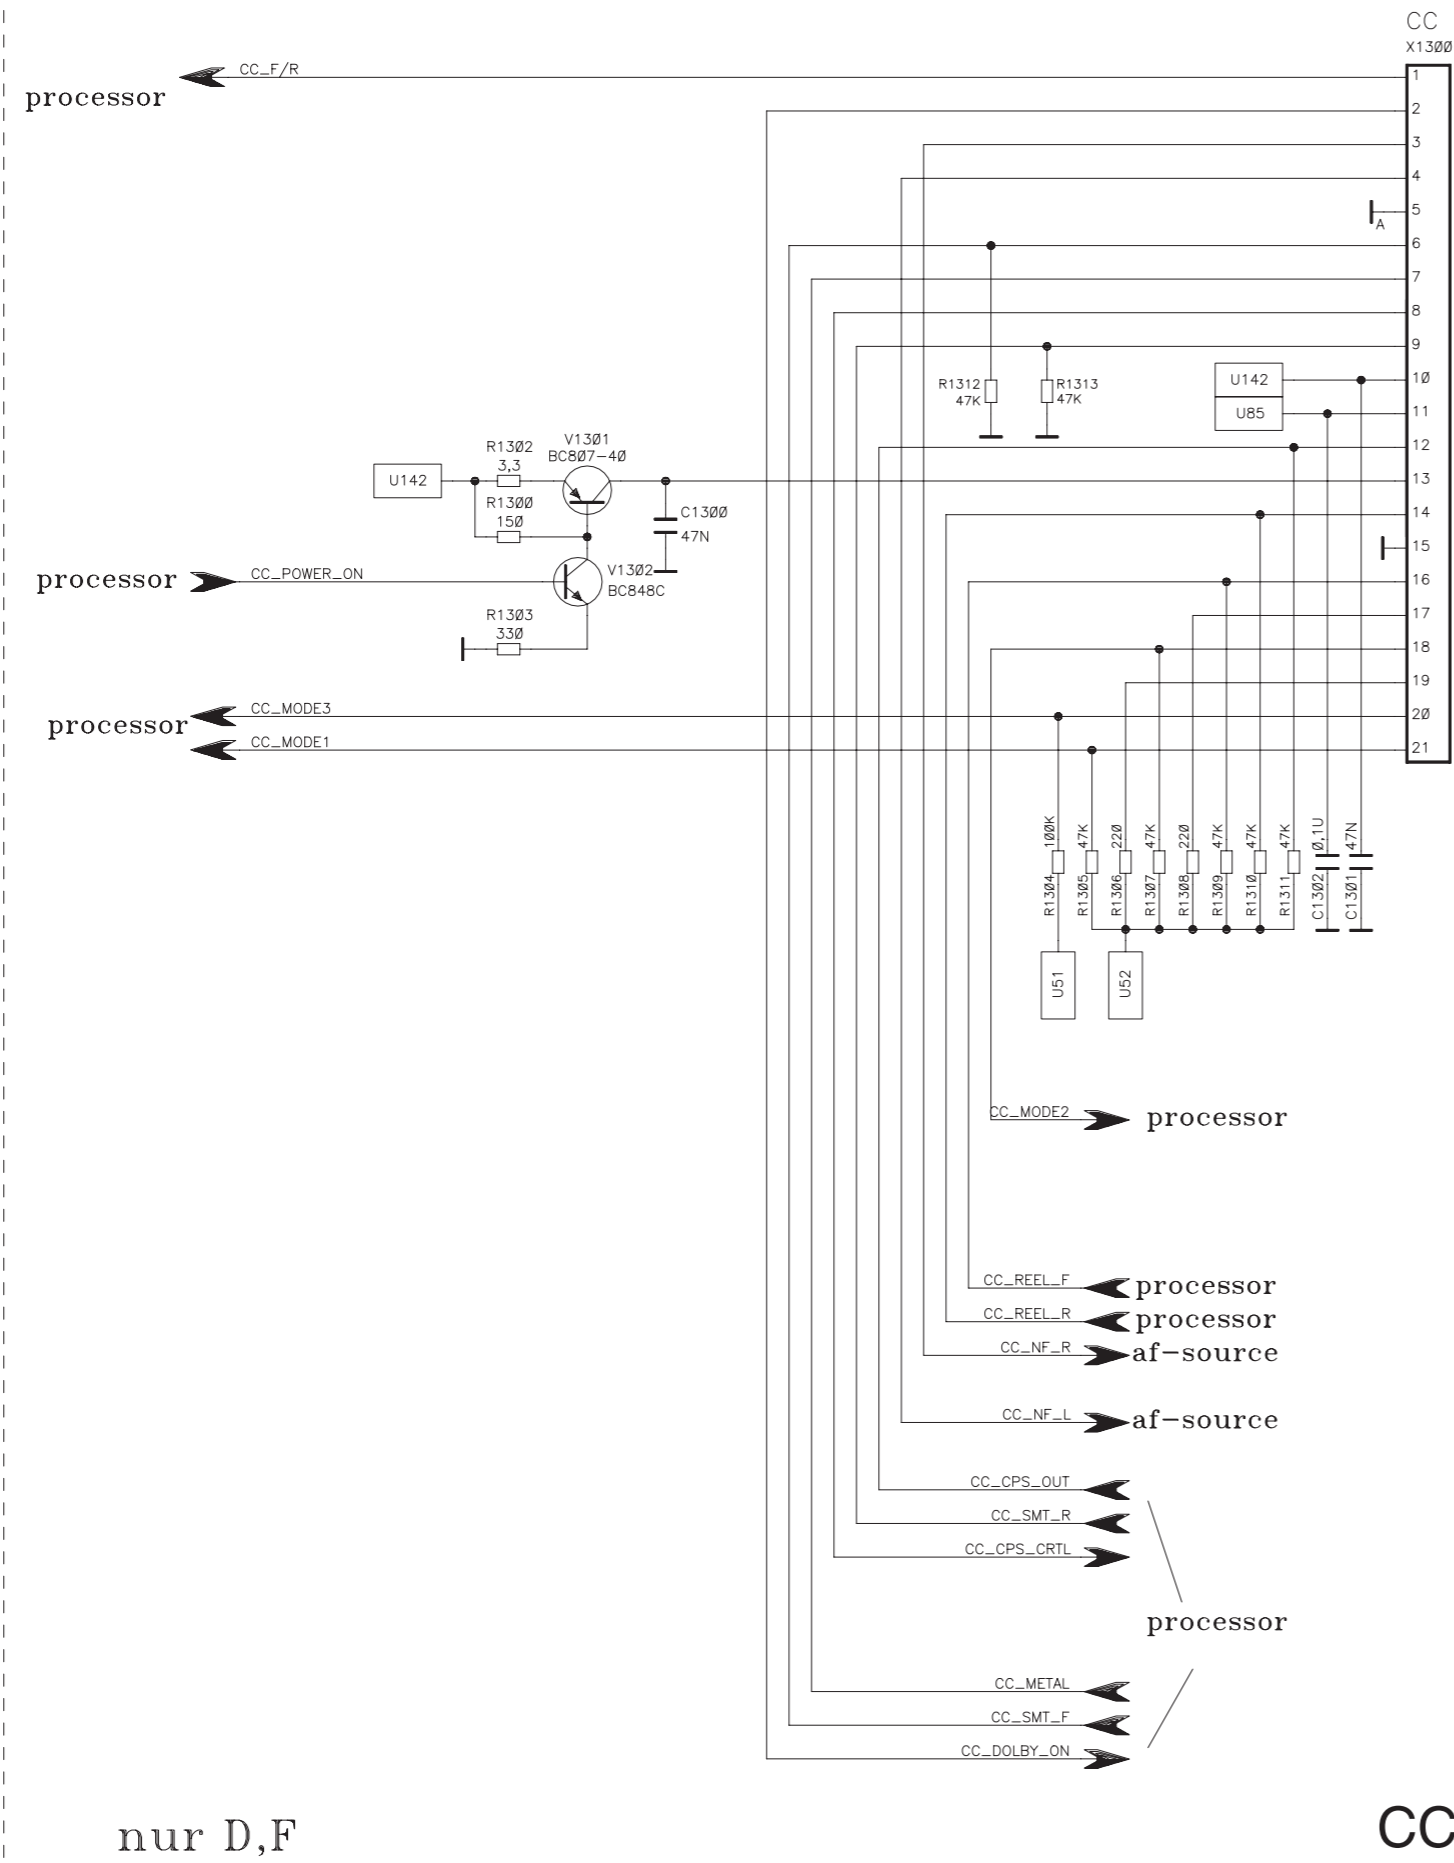 CC
X13ØØ
CC_F/R
processor
1
2
3
4
5
A
6
7
8
9
R1312
47K
R1313
47K
U142
1Ø
U85
11
12
V13Ø1
BC8Ø7-4Ø
R13Ø2
3,3
U142
13
R13ØØ
15Ø
C13ØØ
47N
14
15
processor
CC_POWER_ON
V13Ø2
BC848C
16
R13Ø3
33Ø
17
18
19
processor
CC_MODE3
20
CC_MODE1
21
R13Ø4 1ØØK
R13Ø5 47K
R13Ø6 22Ø
R13Ø7 47K
R13Ø8 22Ø
R13Ø9 47K
R131Ø 47K
R1311 47K
C13Ø2 Ø,1U
C13Ø1 47N
U51
U52
CC_MODE2 processor
CC_REEL_F processor
CC_REEL_R processor
CC_NF_R af-source
CC_NF_L af-source
CC_CPS_OUT
CC_SMT_R
CC_CPS_CRTL
processor
CC_METAL
CC_SMT_F
CC_DOLBY_ON
nur D,F
CC